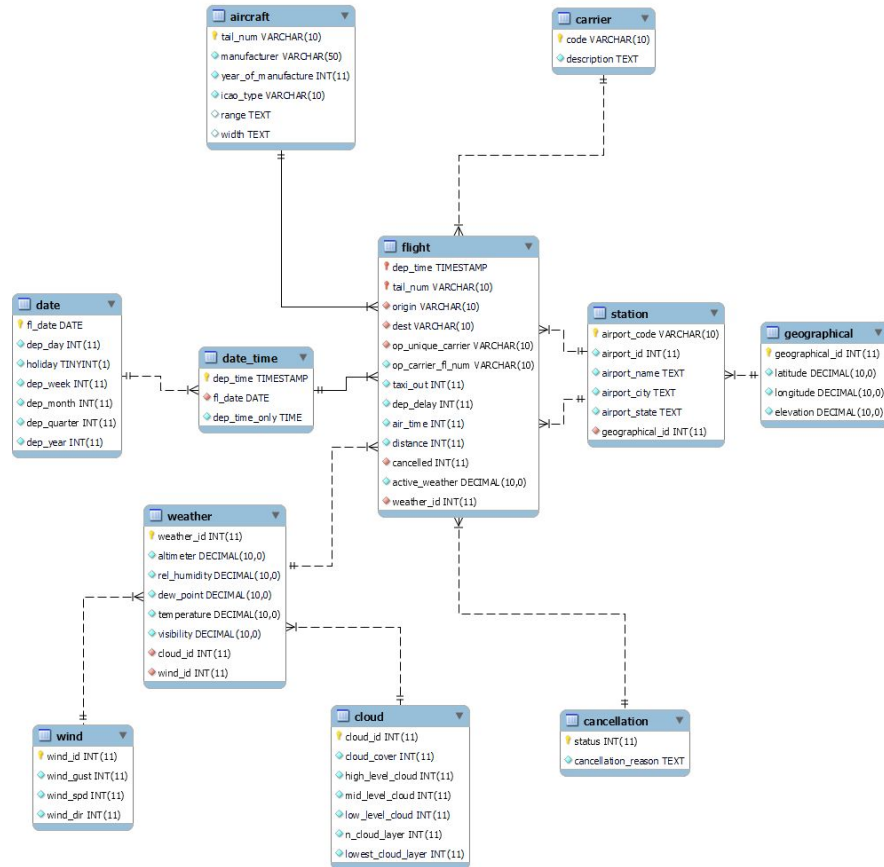 aircraft
tail_num VARCHAR(10)
manufacturer VARCHAR(50)
year_of_manufacture INT(11)
icao_type VARCHAR(10)
range TEXT
width TEXT
carrier
code VARCHAR(10)
description TEXT
flight
dep_time TIMESTAMP
tail_num VARCHAR(10)
origin VARCHAR(10)
dest VARCHAR(10)
op_unique_carrier VARCHAR(10)
op_carrier_fl_num VARCHAR(10)
taxi_out INT(11)
dep_delay INT(11)
air_time INT(11)
distance INT(11)
cancelled INT(11)
active_weather DECIMAL(10,0)
weather_id INT(11)
date
fl_date DATE
dep_day INT(11)
holiday TINYINT(1)
dep_week INT(11)
dep_month INT(11)
dep_quarter INT(11)
dep_year INT(11)
date_time
dep_time TIMESTAMP
fl_date DATE
dep_time_only TIME
station
airport_code VARCHAR(10)
airport_id INT(11)
airport_name TEXT
airport_city TEXT
airport_state TEXT
geographical_id INT(11)
geographical
geographical_id INT(11)
latitude DECIMAL(10,0)
longitude DECIMAL(10,0)
elevation DECIMAL(10,0)
weather
weather_id INT(11)
altimeter DECIMAL(10,0)
rel_humidity DECIMAL(10,0)
dew_point DECIMAL(10,0)
temperature DECIMAL(10,0)
visibility DECIMAL(10,0)
cloud_id INT(11)
wind_id INT(11)
wind
wind_id INT(11)
wind_gust INT(11)
wind_spd INT(11)
wind_dir INT(11)
cloud
cloud_id INT(11)
cloud_cover INT(11)
high_level_cloud INT(11)
mid_level_cloud INT(11)
low_level_cloud INT(11)
n_cloud_layer INT(11)
lowest_cloud_layer INT(11)
cancellation
status INT(11)
cancellation_reason TEXT